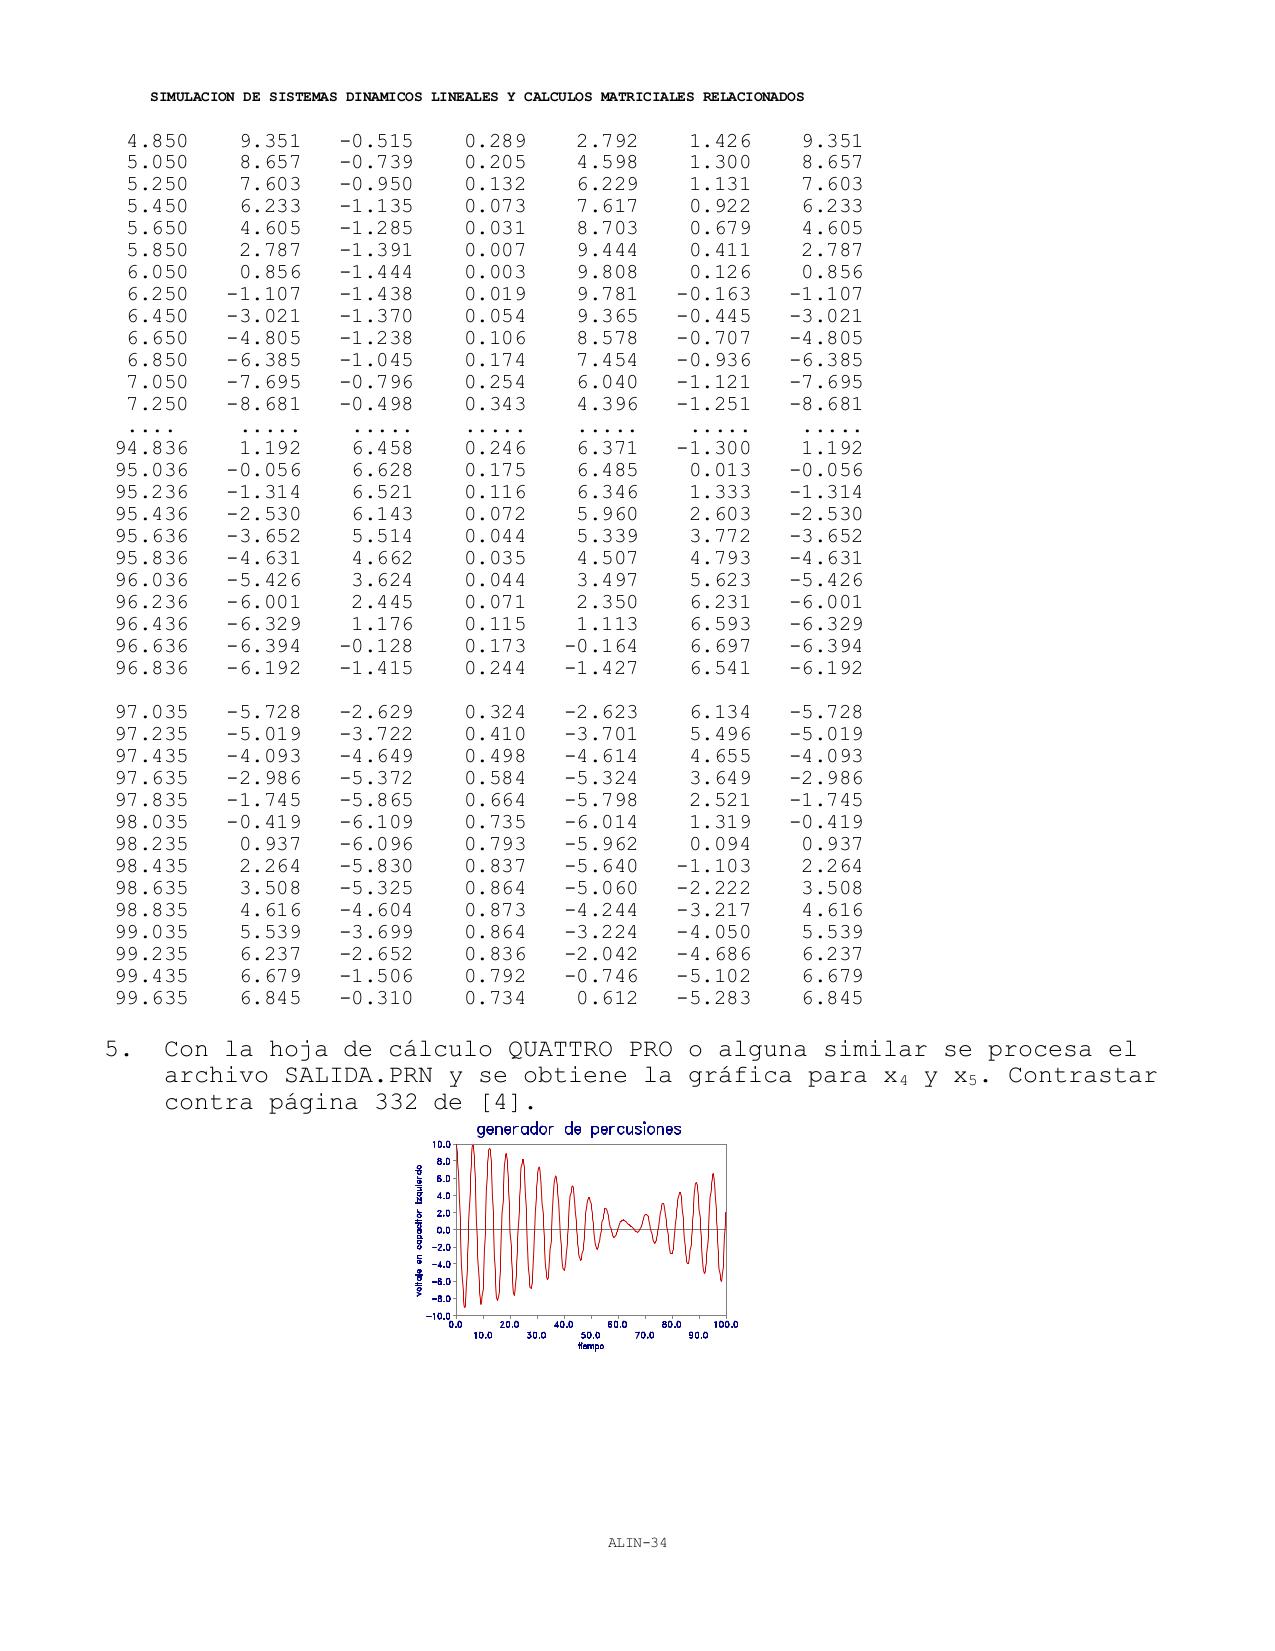 SIMULACION DE SISTEMAS DINAMICOS LINEALES Y CALCULOS MATRICIALES RELACIONADOS
4.850 9.351 -0.515 0.289 2.792 1.426 9.351
5.050 8.657 -0.739 0.205 4.598 1.300 8.657
5.250 7.603 -0.950 0.132 6.229 1.131 7.603
5.450 6.233 -1.135 0.073 7.617 0.922 6.233
5.650 4.605 -1.285 0.031 8.703 0.679 4.605
5.850 2.787 -1.391 0.007 9.444 0.411 2.787
6.050 0.856 -1.444 0.003 9.808 0.126 0.856
6.250 -1.107 -1.438 0.019 9.781 -0.163 -1.107
6.450 -3.021 -1.370 0.054 9.365 -0.445 -3.021
6.650 -4.805 -1.238 0.106 8.578 -0.707 -4.805
6.850 -6.385 -1.045 0.174 7.454 -0.936 -6.385
7.050 -7.695 -0.796 0.254 6.040 -1.121 -7.695
7.250 -8.681 -0.498 0.343 4.396 -1.251 -8.681
.... ..... ..... ..... ..... ..... .....
94.836 1.192 6.458 0.246 6.371 -1.300 1.192
95.036 -0.056 6.628 0.175 6.485 0.013 -0.056
95.236 -1.314 6.521 0.116 6.346 1.333 -1.314
95.436 -2.530 6.143 0.072 5.960 2.603 -2.530
95.636 -3.652 5.514 0.044 5.339 3.772 -3.652
95.836 -4.631 4.662 0.035 4.507 4.793 -4.631
96.036 -5.426 3.624 0.044 3.497 5.623 -5.426
96.236 -6.001 2.445 0.071 2.350 6.231 -6.001
96.436 -6.329 1.176 0.115 1.113 6.593 -6.329
96.636 -6.394 -0.128 0.173 -0.164 6.697 -6.394
96.836 -6.192 -1.415 0.244 -1.427 6.541 -6.192
97.035 -5.728 -2.629 0.324 -2.623 6.134 -5.728
97.235 -5.019 -3.722 0.410 -3.701 5.496 -5.019
97.435 -4.093 -4.649 0.498 -4.614 4.655 -4.093
97.635 -2.986 -5.372 0.584 -5.324 3.649 -2.986
97.835 -1.745 -5.865 0.664 -5.798 2.521 -1.745
98.035 -0.419 -6.109 0.735 -6.014 1.319 -0.419
98.235 0.937 -6.096 0.793 -5.962 0.094 0.937
98.435 2.264 -5.830 0.837 -5.640 -1.103 2.264
98.635 3.508 -5.325 0.864 -5.060 -2.222 3.508
98.835 4.616 -4.604 0.873 -4.244 -3.217 4.616
99.035 5.539 -3.699 0.864 -3.224 -4.050 5.539
99.235 6.237 -2.652 0.836 -2.042 -4.686 6.237
99.435 6.679 -1.506 0.792 -0.746 -5.102 6.679
99.635 6.845 -0.310 0.734 0.612 -5.283 6.845
5. Con la hoja de cálculo QUATTRO PRO o alguna similar se procesa el
archivo SALIDA.PRN y se obtiene la gráfica para x₄ y x₅. Contrastar
contra página 332 de [4].
generador de percusiones
voltaje en capacitor izquierdo
10.0
8.0
6.0
4.0
2.0
0.0
-2.0
-4.0
-6.0
-8.0
-10.0
0.0 20.0 40.0 60.0 80.0 100.0
10.0 30.0 50.0 70.0 90.0
tiempo
ALIN-34